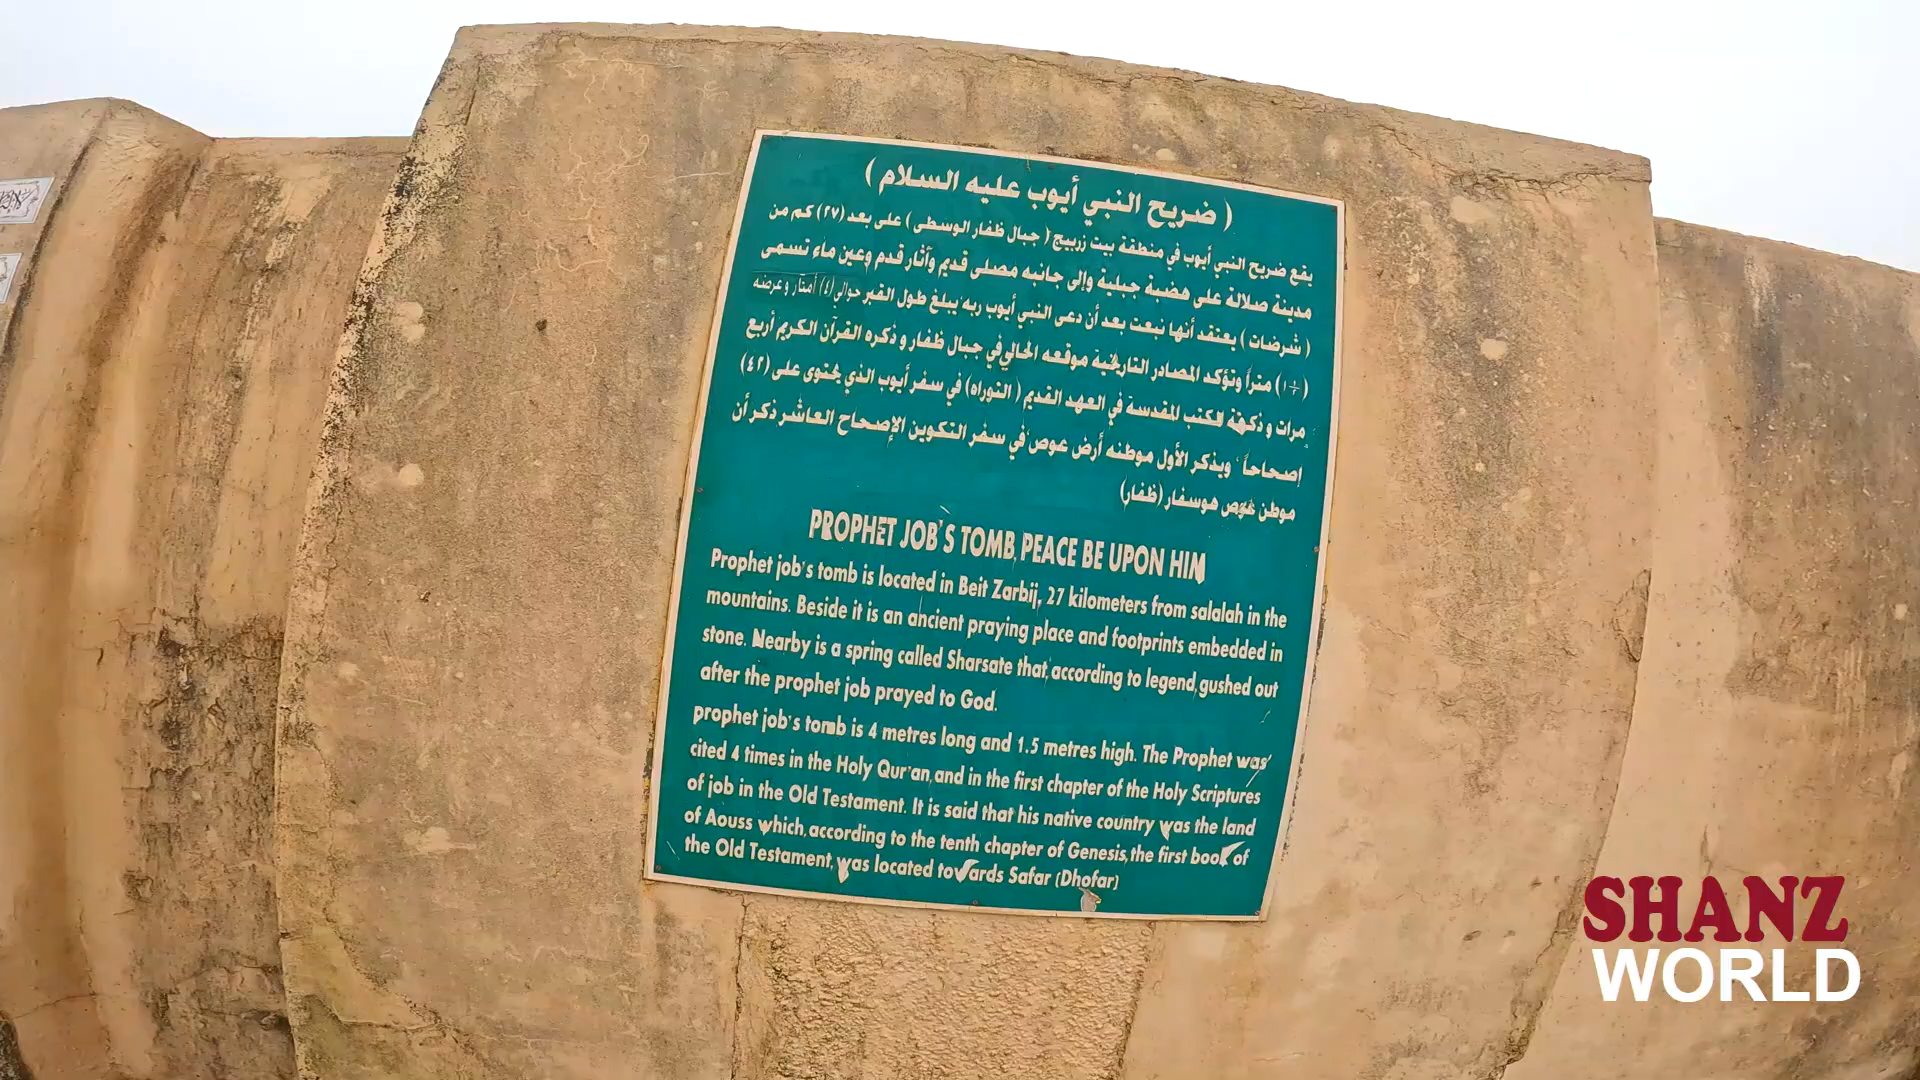 ( ضريح النبي أيوب عليه السلام )
يقع ضريح النبي أيوب في منطقة بيت زربيج ( جبال ظفار الوسطى ) على بعد (٢٧) كم من
مدينة صلالة على هضبة جبلية وإلى جانبه مصلى قديم وأثار قدم وعين ماء تسمى
( شرضات ) يعتقد أنها نبعت بعد أن دعى النبي أيوب ربه يبلغ طول القبر حوالي (٤) أمتار وعرضه
متراً وتؤكد المصادر التاريخية موقعه الحالي في جبال ظفار و ذكره القرآن الكريم أربع
مرات و للكتب المقدسة في العهد القديم ( التوراه) في سفر أيوب الذي يحتوى على (٤٢)
إصحاحاً ويذكر الأول موطنه أرض عوص في سفر التكوين الإصحاح العاشر ذكر أن
موطن عوص هوسفار (ظفار)
PROPHET JOB'S TOMB, PEACE BE UPON HIM
Prophet job's tomb is located in Beit Zarbij, 27 kilometers from salalah in the
mountains. Beside it is an ancient praying place and footprints embedded in
stone. Nearby is a spring called Sharsate that, according to legend, gushed out
after the prophet job prayed to God.
prophet job's tomb is 4 metres long and 1.5 metres high. The Prophet was
cited 4 times in the Holy Qur'an, and in the first chapter of the Holy Scriptures
of job in the Old Testament. It is said that his native country was the land
of Aouss which, according to the tenth chapter of Genesis, the first book of
the Old Testament, was located towards Safar (Dhofar)
SHANZ
WORLD